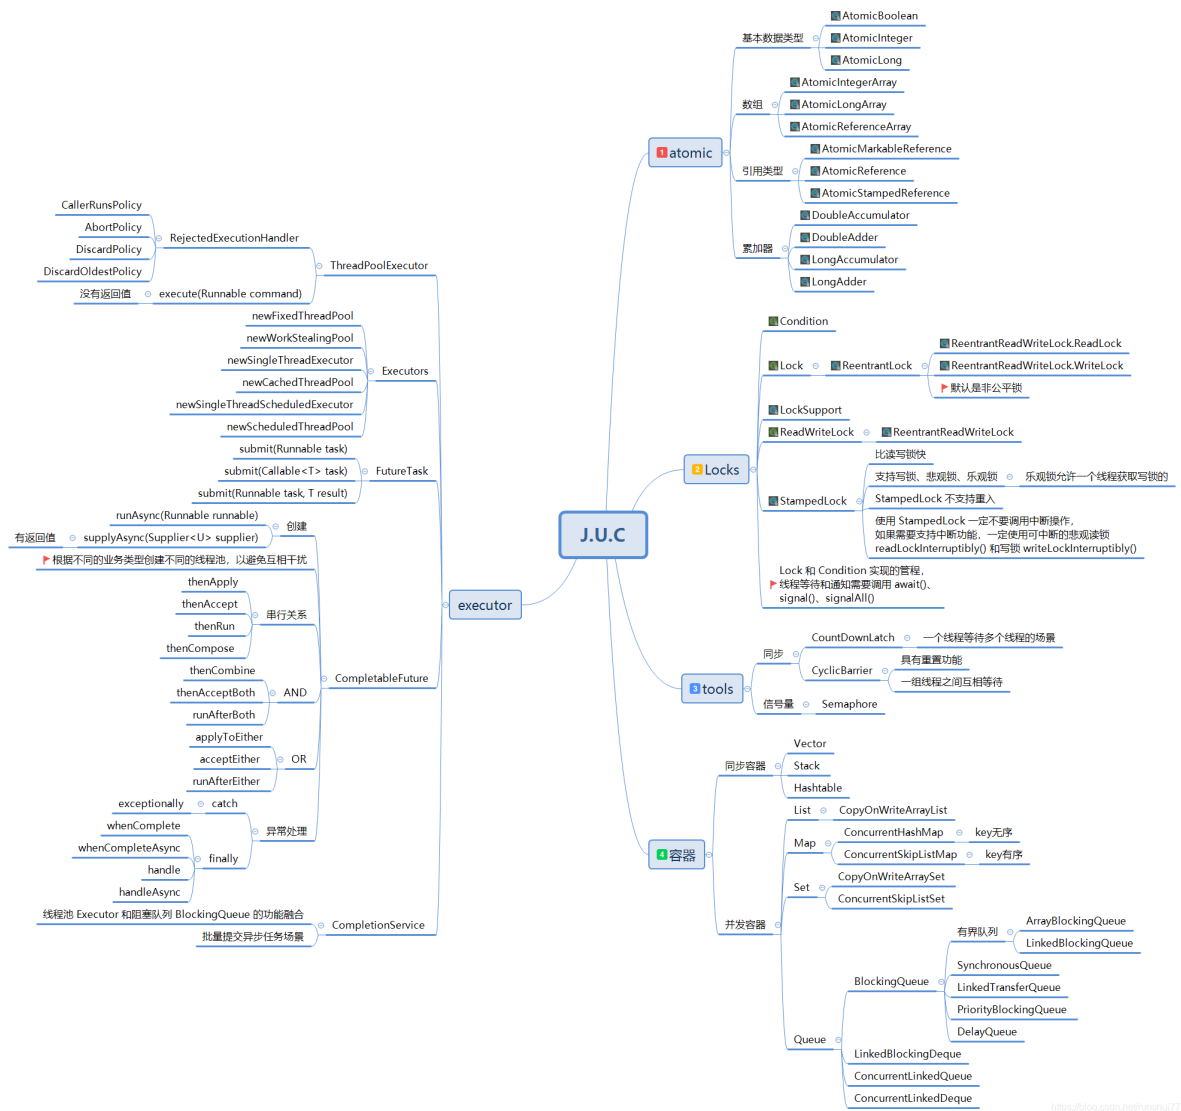 J.U.C
1
atomic
基本数据类型
AtomicBoolean
AtomicInteger
AtomicLong
数组
AtomicIntegerArray
AtomicLongArray
AtomicReferenceArray
引用类型
AtomicMarkableReference
AtomicReference
AtomicStampedReference
累加器
DoubleAccumulator
DoubleAdder
LongAccumulator
LongAdder
2
Locks
Condition
Lock
ReentrantLock
ReentrantReadWriteLock.ReadLock
ReentrantReadWriteLock.WriteLock
默认是非公平锁
LockSupport
ReadWriteLock
ReentrantReadWriteLock
StampedLock
比读写锁快
支持写锁、悲观锁、乐观锁
乐观锁允许一个线程获取写锁的
StampedLock 不支持重入
使用 StampedLock 一定不要调用中断操作，
如果需要支持中断功能，一定使用可中断的悲观读锁
readLockInterruptibly() 和写锁 writeLockInterruptibly()
Lock 和 Condition 实现的管程，
线程等待和通知需要调用 await()、
signal()、signalAll()
3
tools
同步
CountDownLatch
一个线程等待多个线程的场景
CyclicBarrier
具有重置功能
一组线程之间互相等待
信号量
Semaphore
4
容器
同步容器
Vector
Stack
Hashtable
并发容器
List
CopyOnWriteArrayList
Map
ConcurrentHashMap
key无序
ConcurrentSkipListMap
key有序
Set
CopyOnWriteArraySet
ConcurrentSkipListSet
Queue
BlockingQueue
有界队列
ArrayBlockingQueue
LinkedBlockingQueue
SynchronousQueue
LinkedTransferQueue
PriorityBlockingQueue
DelayQueue
LinkedBlockingDeque
ConcurrentLinkedQueue
ConcurrentLinkedDeque
executor
ThreadPoolExecutor
RejectedExecutionHandler
CallerRunsPolicy
AbortPolicy
DiscardPolicy
DiscardOldestPolicy
execute(Runnable command)
没有返回值
Executors
newFixedThreadPool
newWorkStealingPool
newSingleThreadExecutor
newCachedThreadPool
newSingleThreadScheduledExecutor
newScheduledThreadPool
FutureTask
submit(Runnable task)
submit(Callable<T> task)
submit(Runnable task, T result)
CompletableFuture
创建
runAsync(Runnable runnable)
supplyAsync(Supplier<U> supplier)
有返回值
根据不同的业务类型创建不同的线程池，以避免互相干扰
串行关系
thenApply
thenAccept
thenRun
thenCompose
AND
thenCombine
thenAcceptBoth
runAfterBoth
OR
applyToEither
acceptEither
runAfterEither
异常处理
catch
exceptionally
finally
whenComplete
whenCompleteAsync
handle
handleAsync
CompletionService
线程池 Executor 和阻塞队列 BlockingQueue 的功能融合
批量提交异步任务场景
https://blog.csdn.net/ruoshui77